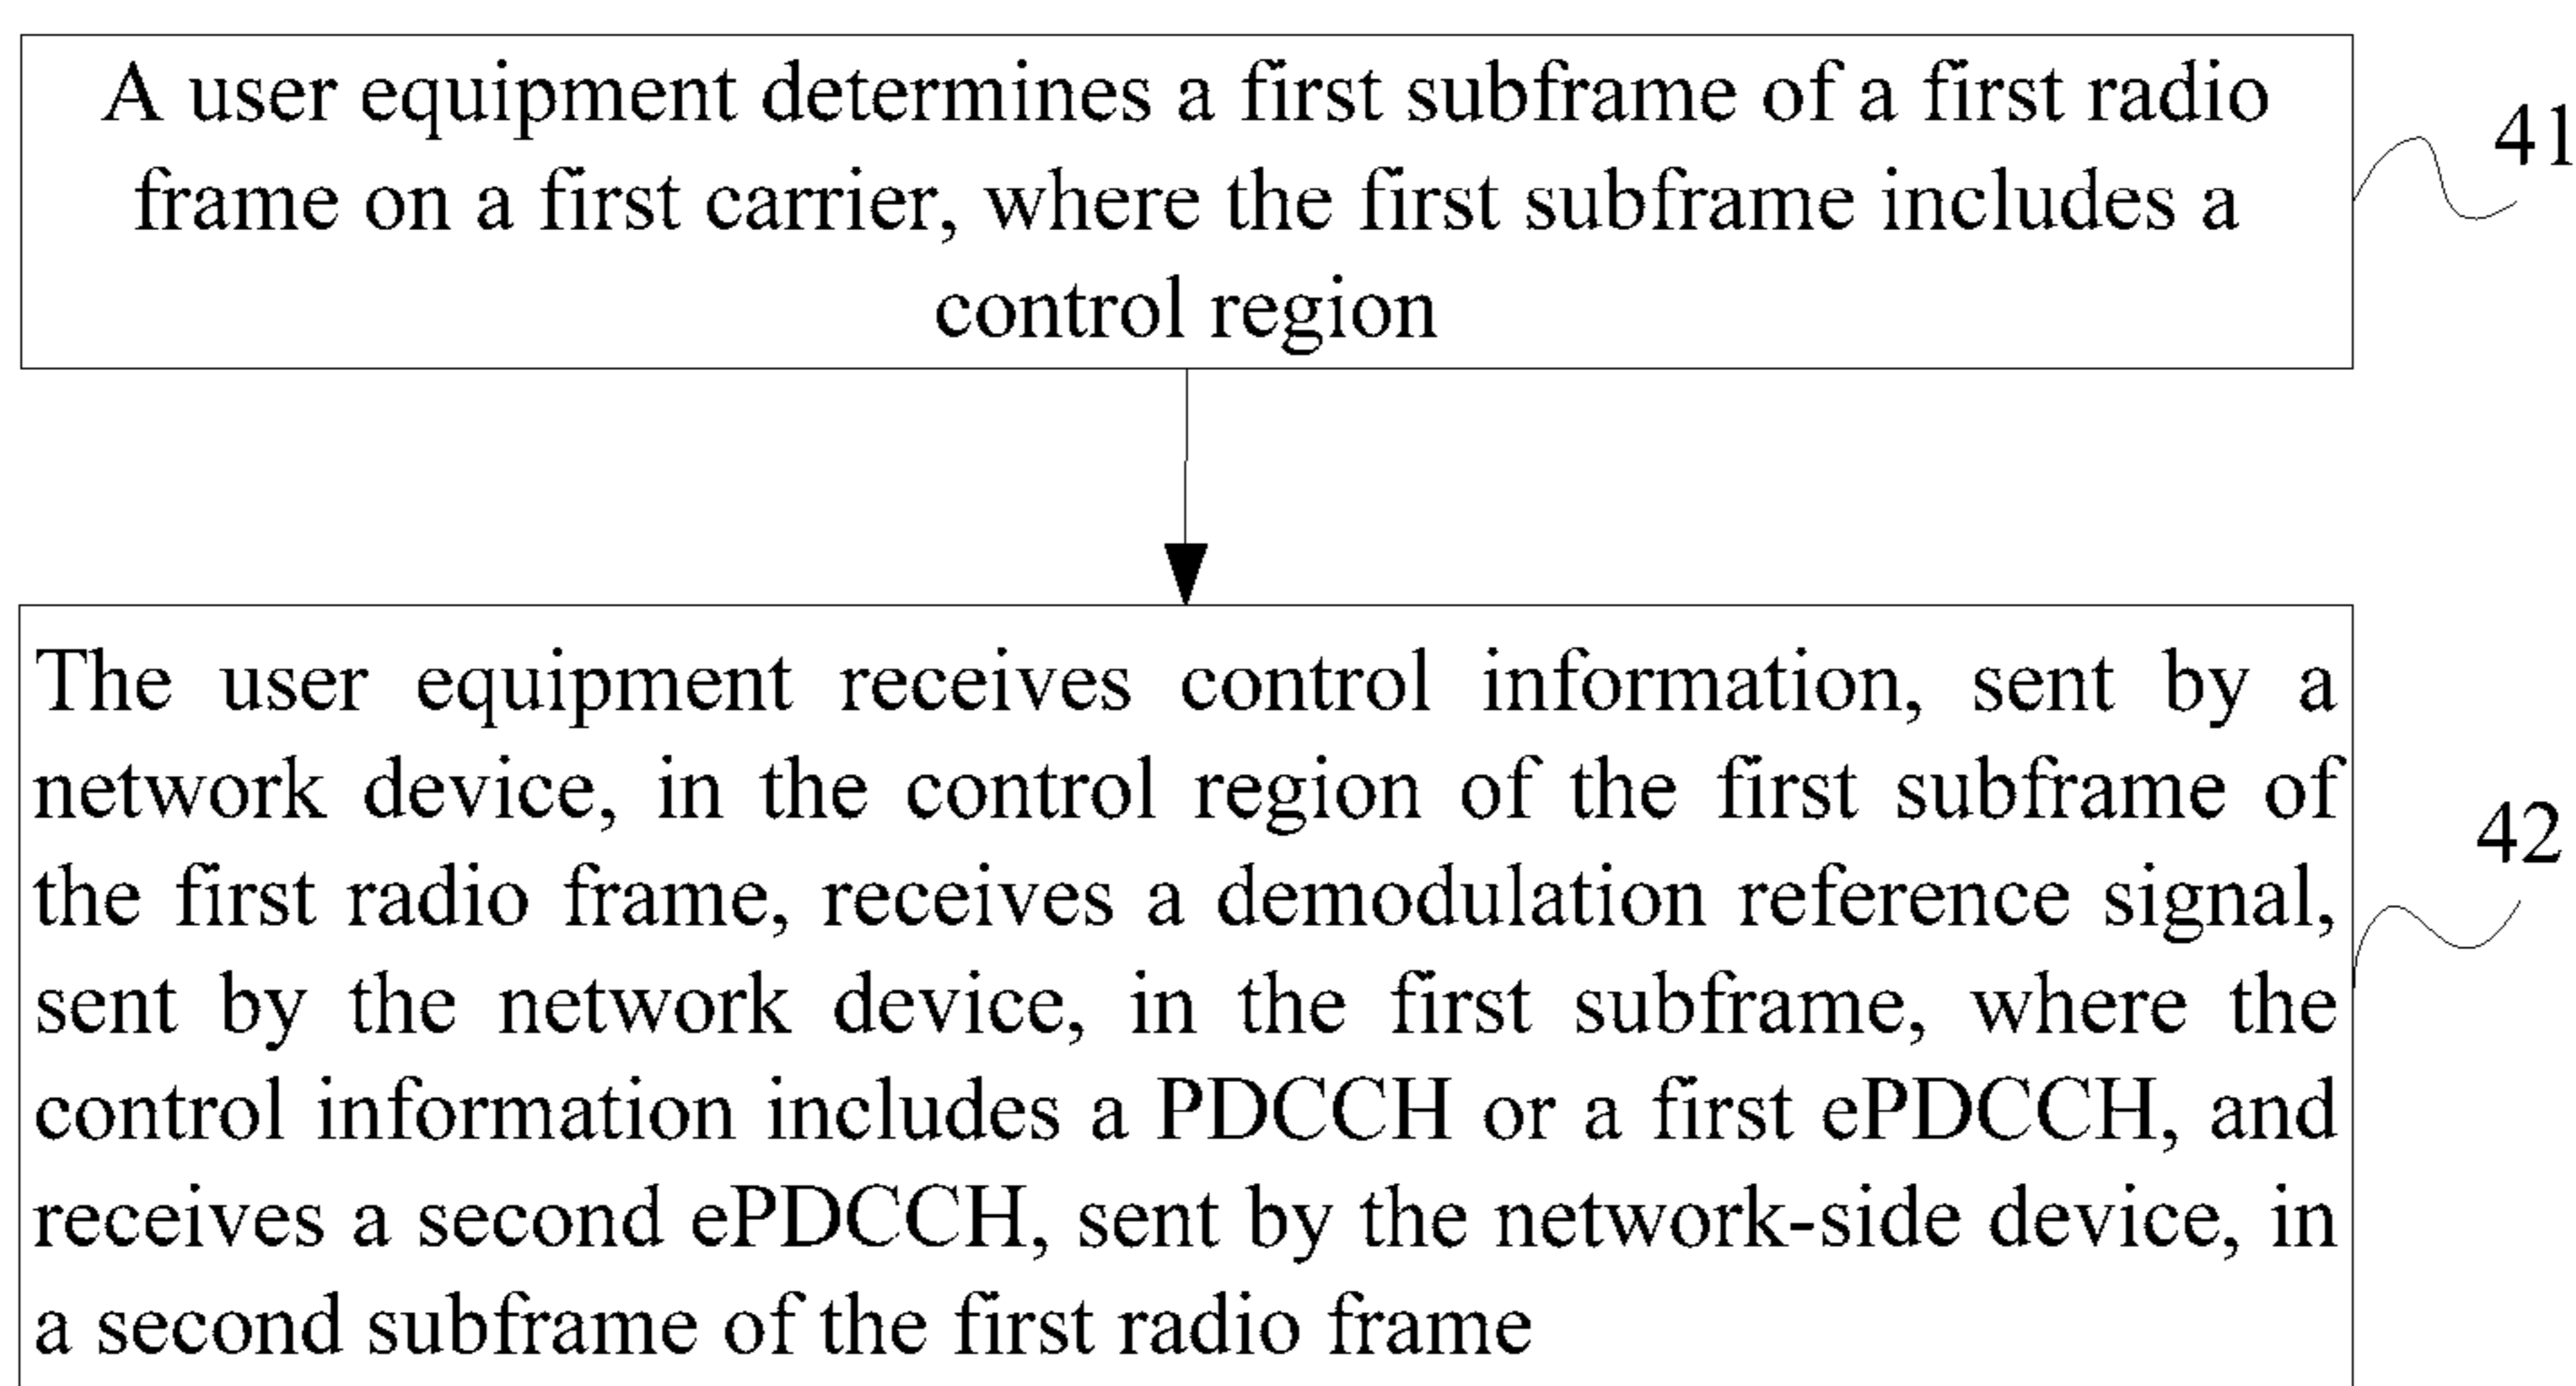 A user equipment determines a first subframe of a first radio
frame on a first carrier, where the first subframe includes a
control region
41
The user equipment receives control information, sent by a
network device, in the control region of the first subframe of
the first radio frame, receives a demodulation reference signal,
sent by the network device, in the first subframe, where the
control information includes a PDCCH or a first ePDCCH, and
receives a second ePDCCH, sent by the network-side device, in
a second subframe of the first radio frame
42